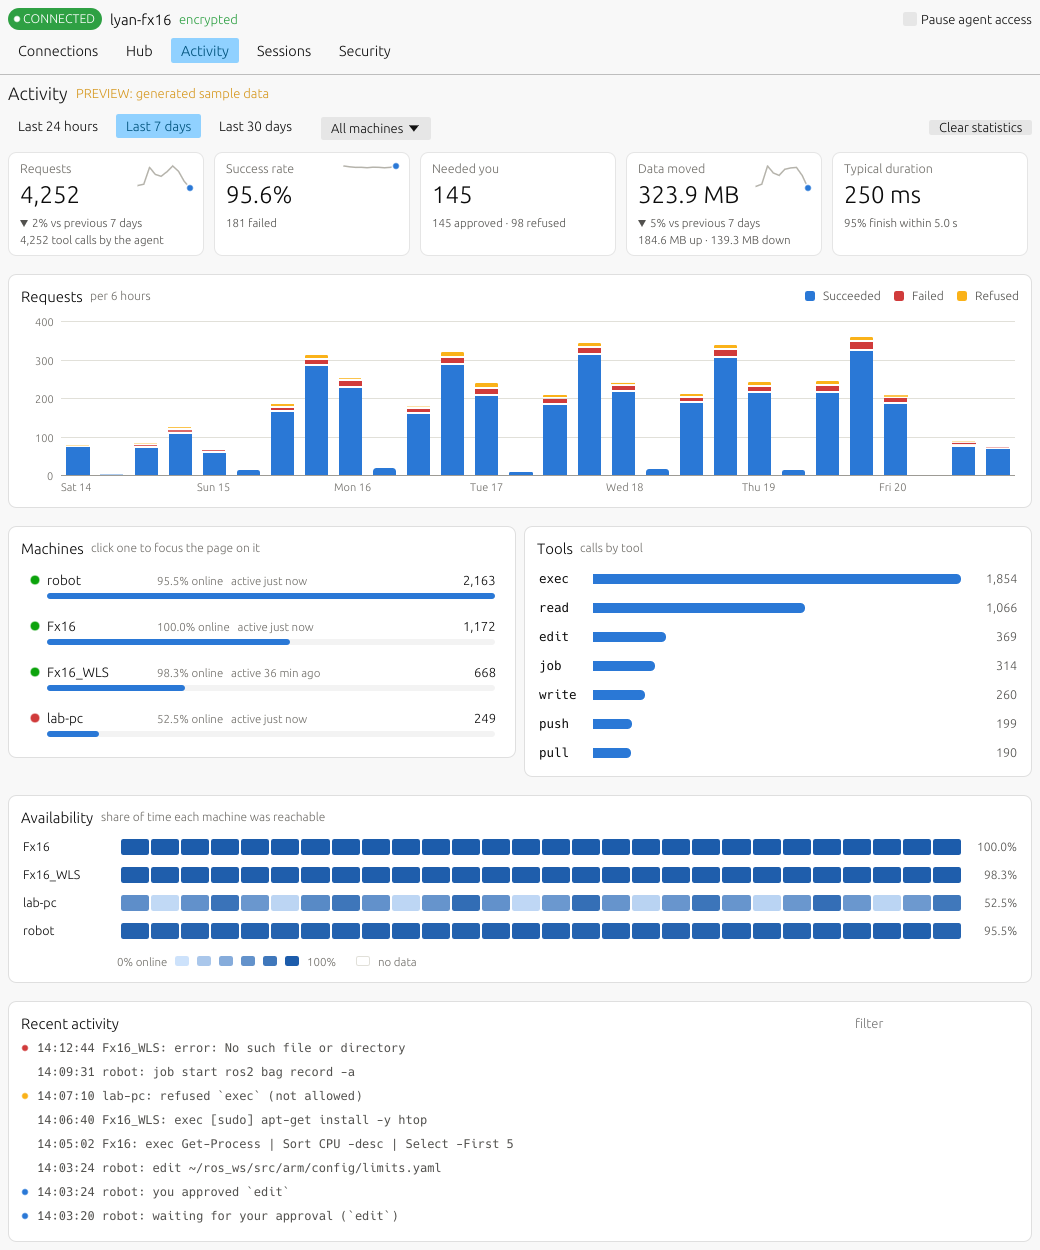 CONNECTED lyan-fx16 encrypted Pause agent access
Connections Hub Activity Sessions Security
Activity PREVIEW: generated sample data
Last 24 hours Last 7 days Last 30 days All machines ▼ Clear statistics
Requests
4,252
▼ 2% vs previous 7 days
4,252 tool calls by the agent
Success rate
95.6%
181 failed
Needed you
145
145 approved · 98 refused
Data moved
323.9 MB
▼ 5% vs previous 7 days
184.6 MB up · 139.3 MB down
Typical duration
250 ms
95% finish within 5.0 s
Requests per 6 hours Succeeded Failed Refused
400
300
200
100
0
Sat 14 Sun 15 Mon 16 Tue 17 Wed 18 Thu 19 Fri 20
Machines click one to focus the page on it
robot 95.5% online active just now 2,163
Fx16 100.0% online active just now 1,172
Fx16_WLS 98.3% online active 36 min ago 668
lab-pc 52.5% online active just now 249
Tools calls by tool
exec 1,854
read 1,066
edit 369
job 314
write 260
push 199
pull 190
Availability share of time each machine was reachable
Fx16 100.0%
Fx16_WLS 98.3%
lab-pc 52.5%
robot 95.5%
0% online 100% no data
Recent activity filter
14:12:44 Fx16_WLS: error: No such file or directory
14:09:31 robot: job start ros2 bag record -a
14:07:10 lab-pc: refused `exec` (not allowed)
14:06:40 Fx16_WLS: exec [sudo] apt-get install -y htop
14:05:02 Fx16: exec Get-Process | Sort CPU -desc | Select -First 5
14:03:24 robot: edit ~/ros_ws/src/arm/config/limits.yaml
14:03:24 robot: you approved `edit`
14:03:20 robot: waiting for your approval (`edit`)